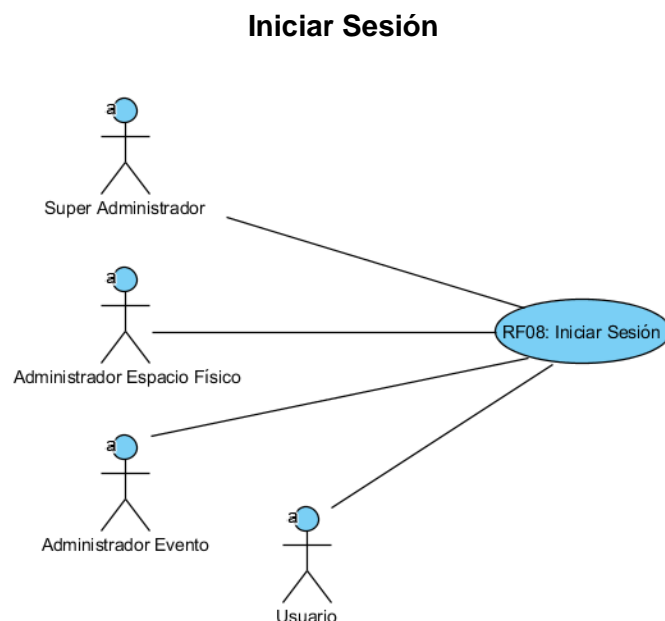 Iniciar Sesión
a
Super Administrador
a
RF08: Iniciar Sesión
Administrador Espacio Físico
a
Administrador Evento
a
Usuario